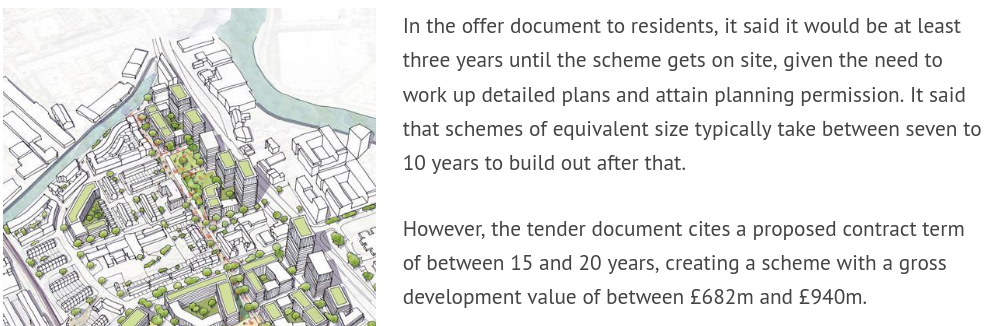 In the offer document to residents, it said it would be at least
three years until the scheme gets on site, given the need to
work up detailed plans and attain planning permission. It said
that schemes of equivalent size typically take between seven to
10 years to build out after that.
However, the tender document cites a proposed contract term
of between 15 and 20 years, creating a scheme with a gross
development value of between £682m and £940m.